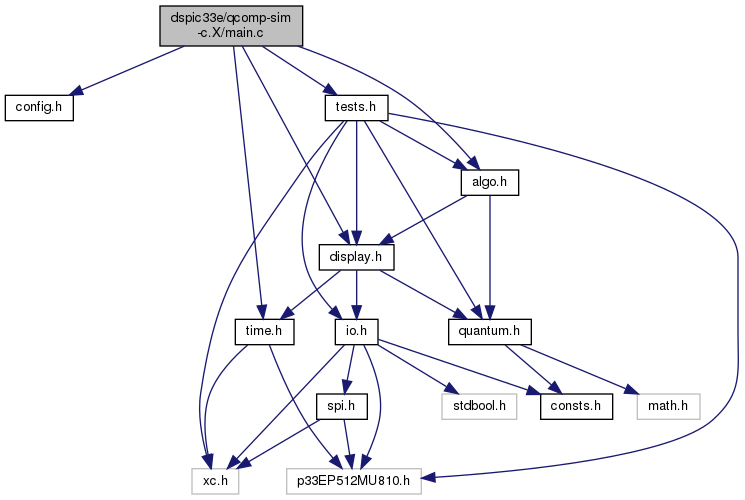 dspic33e/qcomp-sim
-c.X/main.c
config.h
tests.h
algo.h
display.h
time.h
io.h
quantum.h
spi.h
stdbool.h
consts.h
math.h
xc.h
p33EP512MU810.h